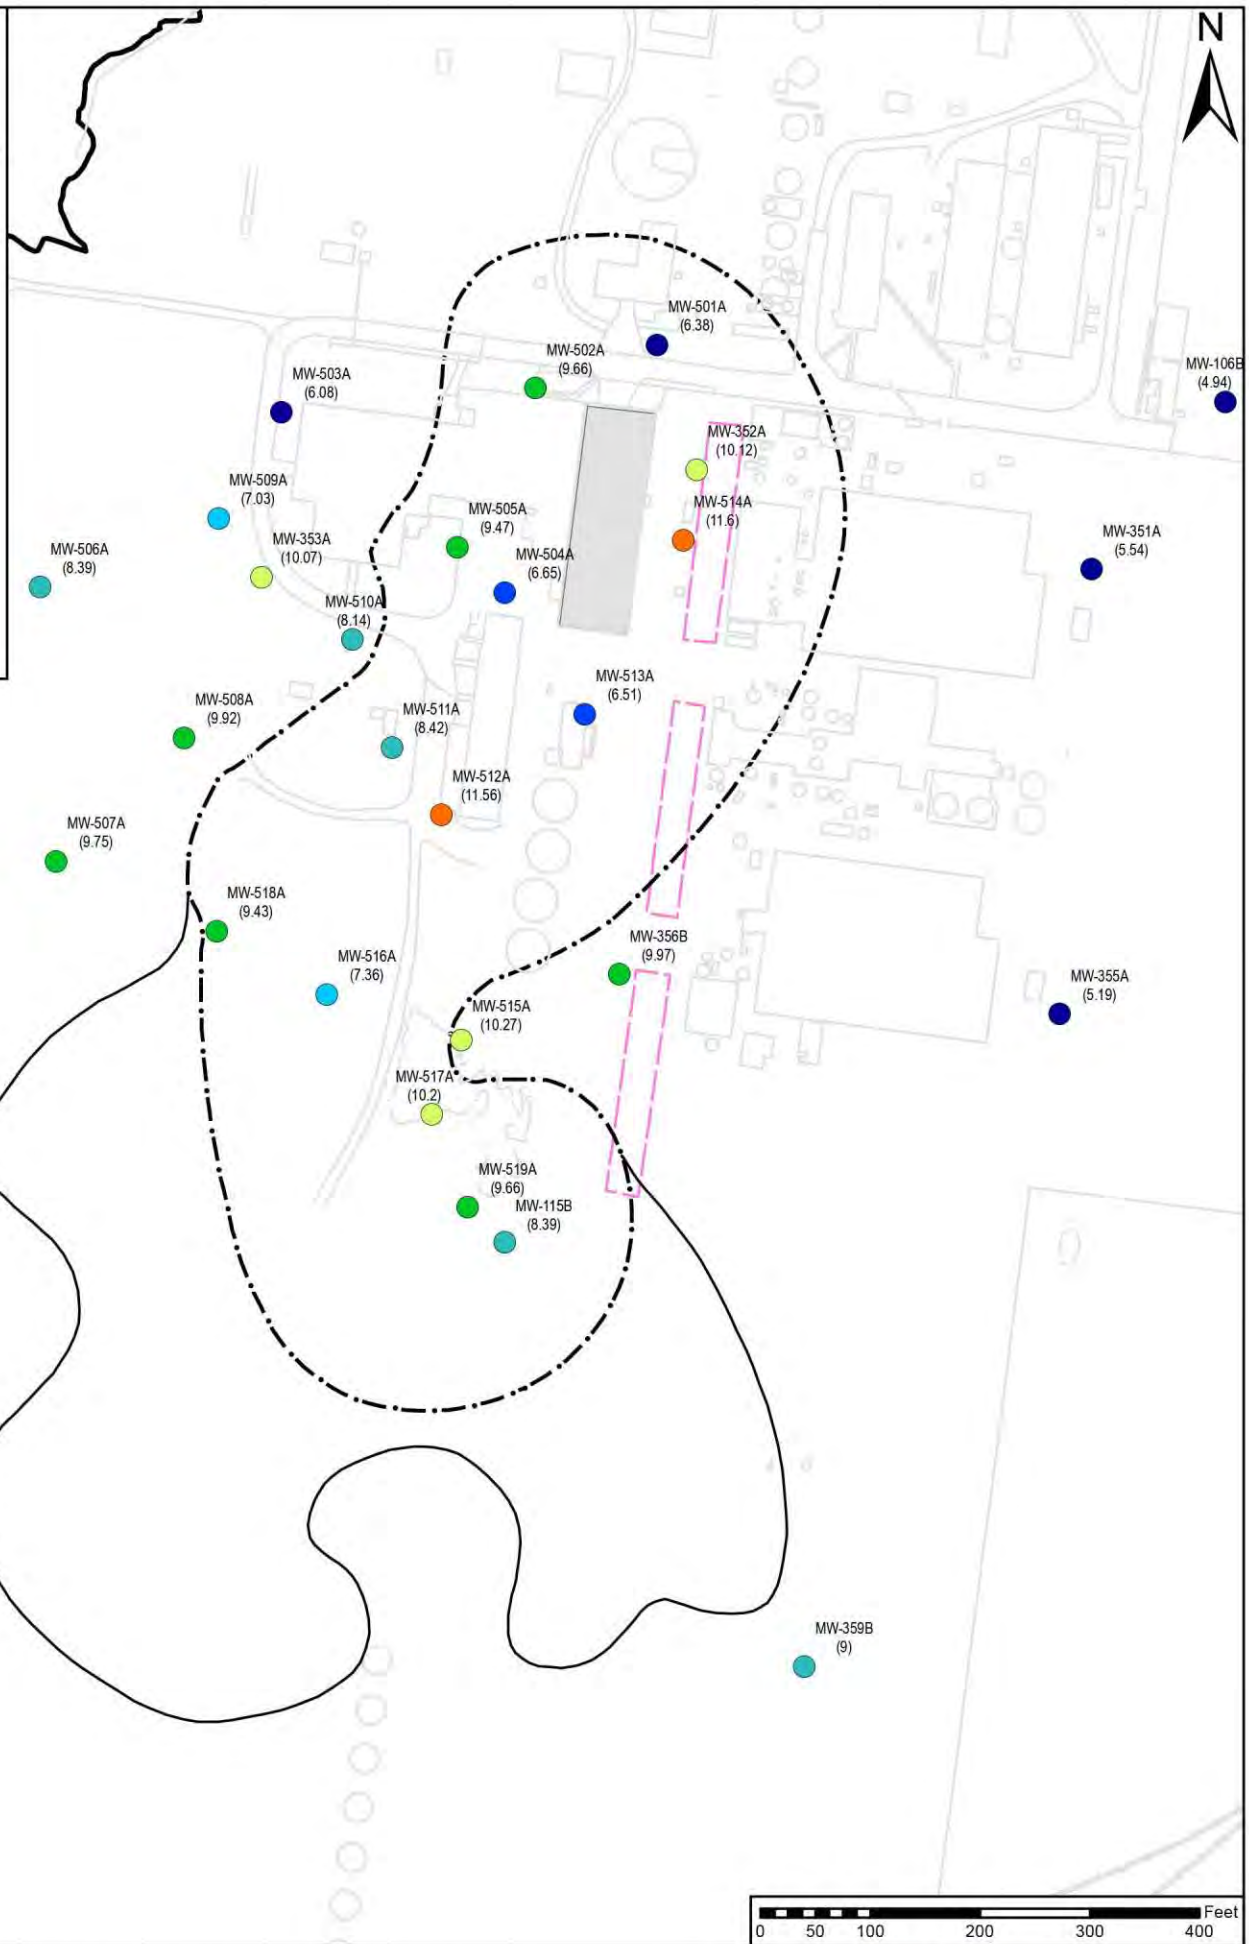 N
MW-501A
(6.38)
MW-502A
(9.66)
MW-106B
(4.94)
MW-503A
(6.08)
MW-352A
(10.12)
MW-509A
(7.03)
MW-514A
(11.6)
MW-505A
(9.47)
MW-353A
(10.07)
MW-506A
(8.39)
MW-504A
(6.65)
MW-351A
(5.54)
MW-510A
(8.14)
MW-513A
(6.51)
MW-508A
(9.92)
MW-511A
(8.42)
MW-512A
(11.56)
MW-507A
(9.75)
MW-518A
(9.43)
MW-356B
(9.97)
MW-516A
(7.36)
MW-355A
(5.19)
MW-515A
(10.27)
MW-517A
(10.2)
MW-519A
(9.66)
MW-115B
(8.39)
MW-359B
(9)
Feet
0 50 100 200 300 400